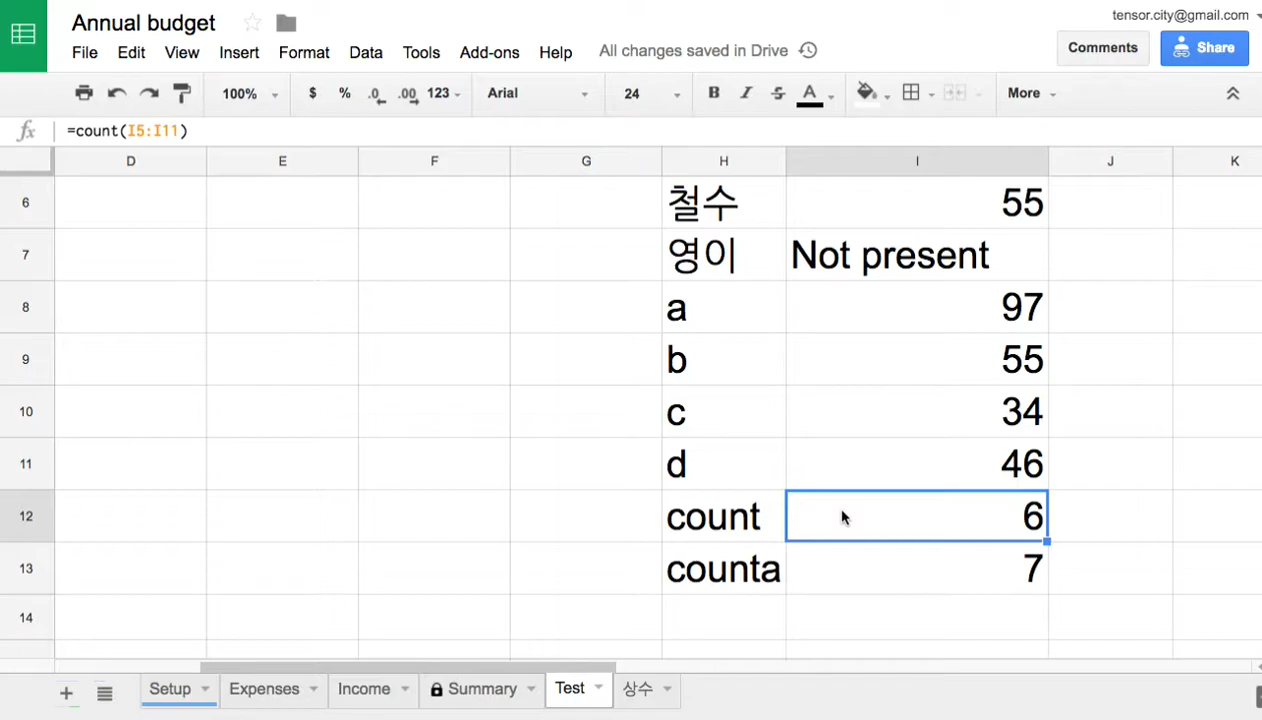 Annual budget
tensor.city@gmail.com
File Edit View Insert Format Data Tools Add-ons Help All changes saved in Drive Comments Share
100% $ % .0 .00 123 Arial 24 B I S A More
fx =count(I5:I11)
D E F G H I J K
6 철수 55
7 영이 Not present
8 a 97
9 b 55
10 c 34
11 d 46
12 count 6
13 counta 7
14
+ Setup Expenses Income Summary Test 상수